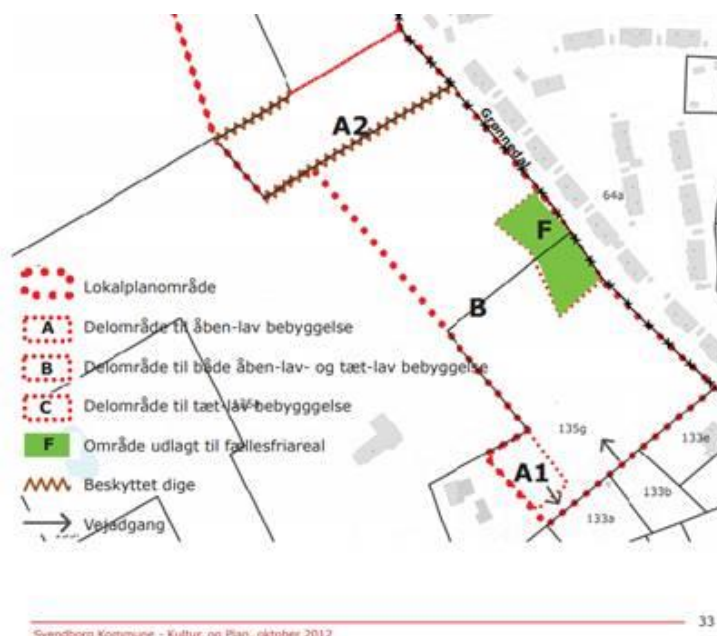 A2
Grønnedal
64a
F
B
Lokalplanområde
A Delområde til åben-lav bebyggelse
B Delområde til både åben-lav- og tæt-lav bebyggelse
C Delområde til tæt-lav bebygggelse
F Område udlagt til fællesfriareal
Beskyttet dige
Vejadgang
135g
133e
A1
133b
133a
33
Svendborg Kommune - Kultur og Plan, oktober 2012